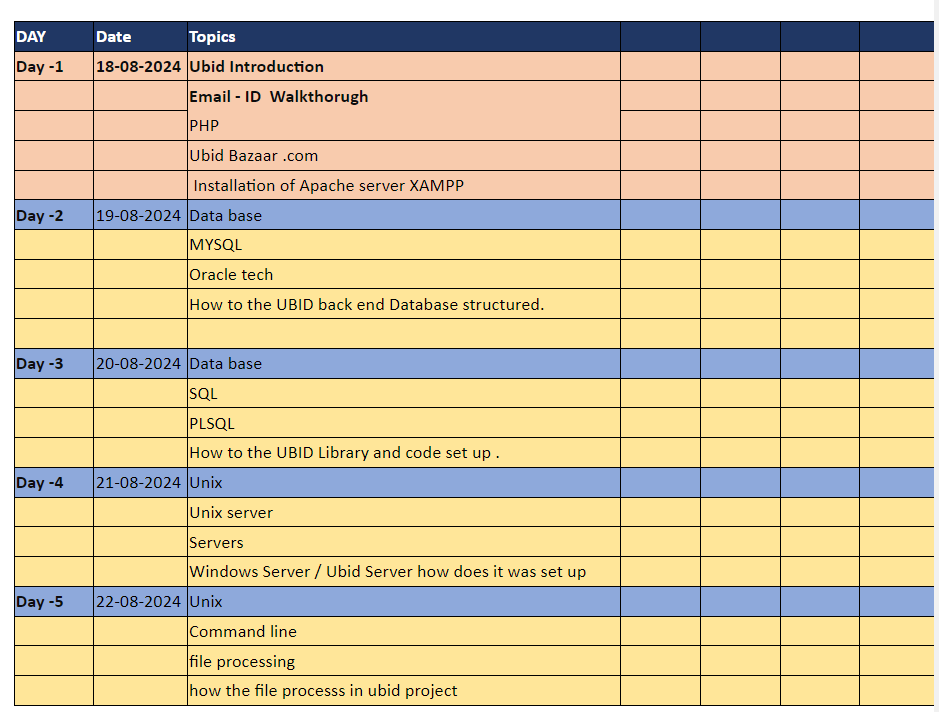 DAY Date Topics
Day -1 18-08-2024 Ubid Introduction
Email - ID  Walkthorugh
PHP
Ubid Bazaar .com
Installation of Apache server XAMPP
Day -2 19-08-2024 Data base
MYSQL
Oracle tech
How to the UBID back end Database structured.
Day -3 20-08-2024 Data base
SQL
PLSQL
How to the UBID Library and code set up .
Day -4 21-08-2024 Unix
Unix server
Servers
Windows Server / Ubid Server how does it was set up
Day -5 22-08-2024 Unix
Command line
file processing
how the file processs in ubid project